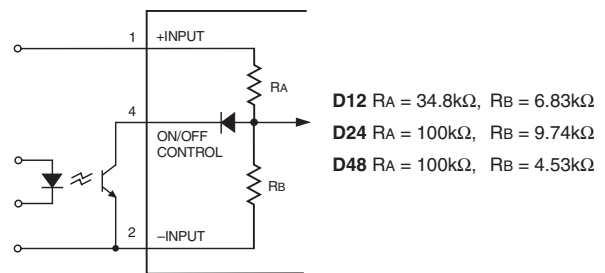 1 +INPUT
RA
4
ON/OFF
CONTROL
RB
2 –INPUT
D12 RA = 34.8kΩ, RB = 6.83kΩ
D24 RA = 100kΩ, RB = 9.74kΩ
D48 RA = 100kΩ, RB = 4.53kΩ